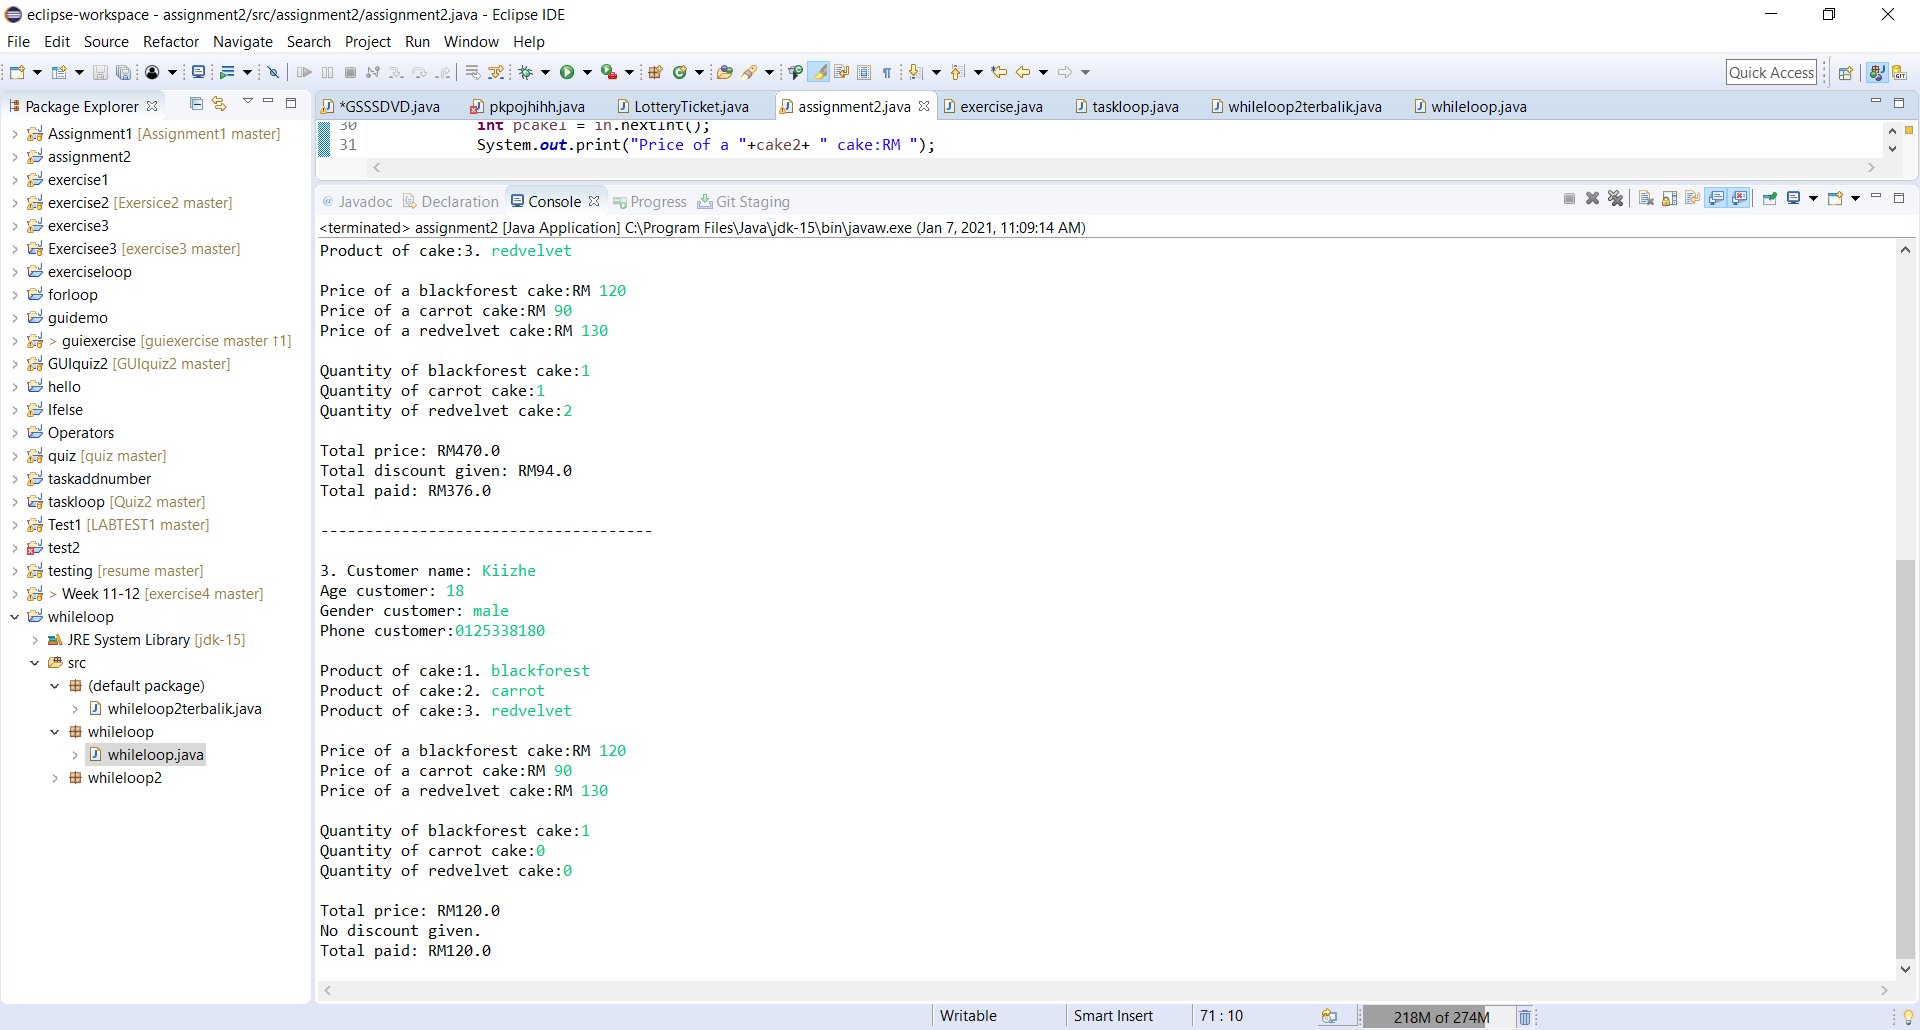 eclipse-workspace - assignment2/src/assignment2/assignment2.java - Eclipse IDE
File Edit Source Refactor Navigate Search Project Run Window Help
Quick Access
Package Explorer
Assignment1 [Assignment1 master]
assignment2
exercise1
exercise2 [Exersice2 master]
exercise3
Exercisee3 [exercise3 master]
exerciseloop
forloop
guidemo
> guiexercise [guiexercise master ↑1]
GUIquiz2 [GUIquiz2 master]
hello
Ifelse
Operators
quiz [quiz master]
taskaddnumber
taskloop [Quiz2 master]
Test1 [LABTEST1 master]
test2
testing [resume master]
> Week 11-12 [exercise4 master]
whileloop
JRE System Library [jdk-15]
src
(default package)
whileloop2terbalik.java
whileloop
whileloop.java
whileloop2
*GSSSDVD.java pkpojhihh.java LotteryTicket.java assignment2.java exercise.java taskloop.java whileloop2terbalik.java whileloop.java
30 int pcake1 = in.nextInt();
31 System.out.print("Price of a "+cake2+ " cake:RM ");
@ Javadoc Declaration Console Progress Git Staging
<terminated> assignment2 [Java Application] C:\Program Files\Java\jdk-15\bin\javaw.exe (Jan 7, 2021, 11:09:14 AM)
Product of cake:3. redvelvet
Price of a blackforest cake:RM 120
Price of a carrot cake:RM 90
Price of a redvelvet cake:RM 130
Quantity of blackforest cake:1
Quantity of carrot cake:1
Quantity of redvelvet cake:2
Total price: RM470.0
Total discount given: RM94.0
Total paid: RM376.0
-------------------------------------
3. Customer name: Kiizhe
Age customer: 18
Gender customer: male
Phone customer:0125338180
Product of cake:1. blackforest
Product of cake:2. carrot
Product of cake:3. redvelvet
Price of a blackforest cake:RM 120
Price of a carrot cake:RM 90
Price of a redvelvet cake:RM 130
Quantity of blackforest cake:1
Quantity of carrot cake:0
Quantity of redvelvet cake:0
Total price: RM120.0
No discount given.
Total paid: RM120.0
Writable Smart Insert 71 : 10 218M of 274M